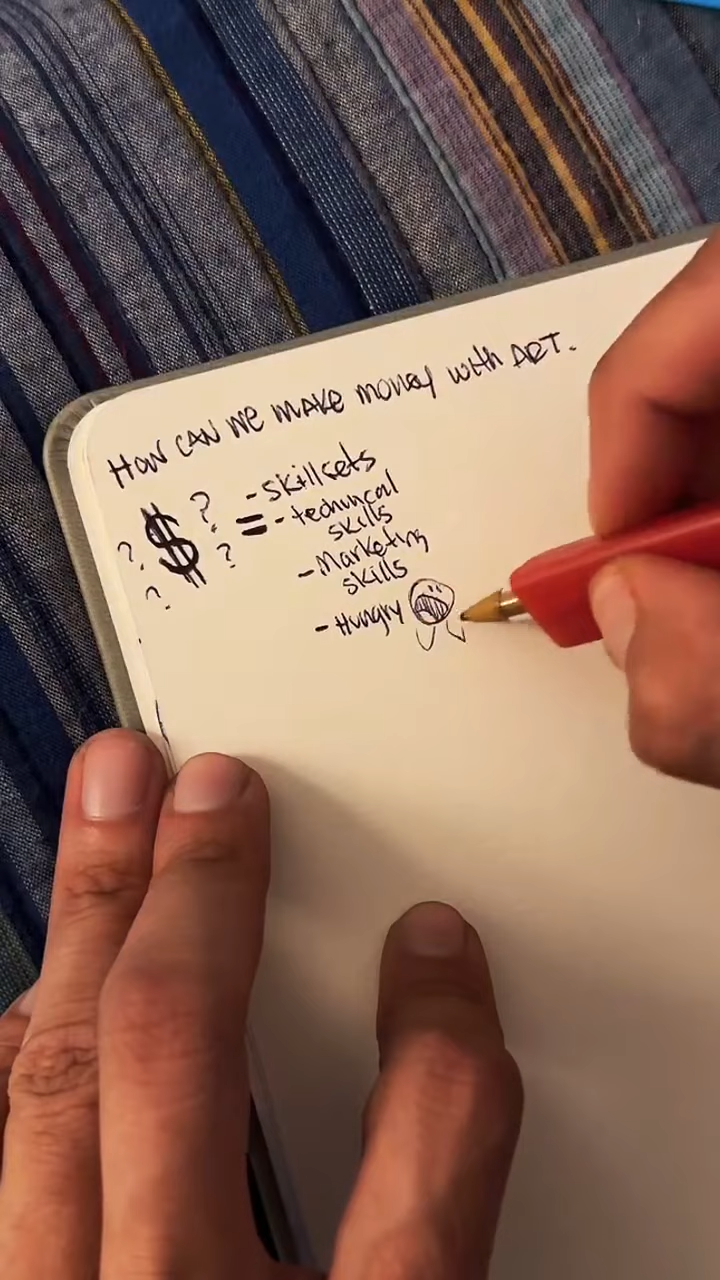 How CAN WE MAKE MONEY WITH ART.
? $ ? ? ? = - skillsets
- technical
skills
- Marketing
skills
- Hungry